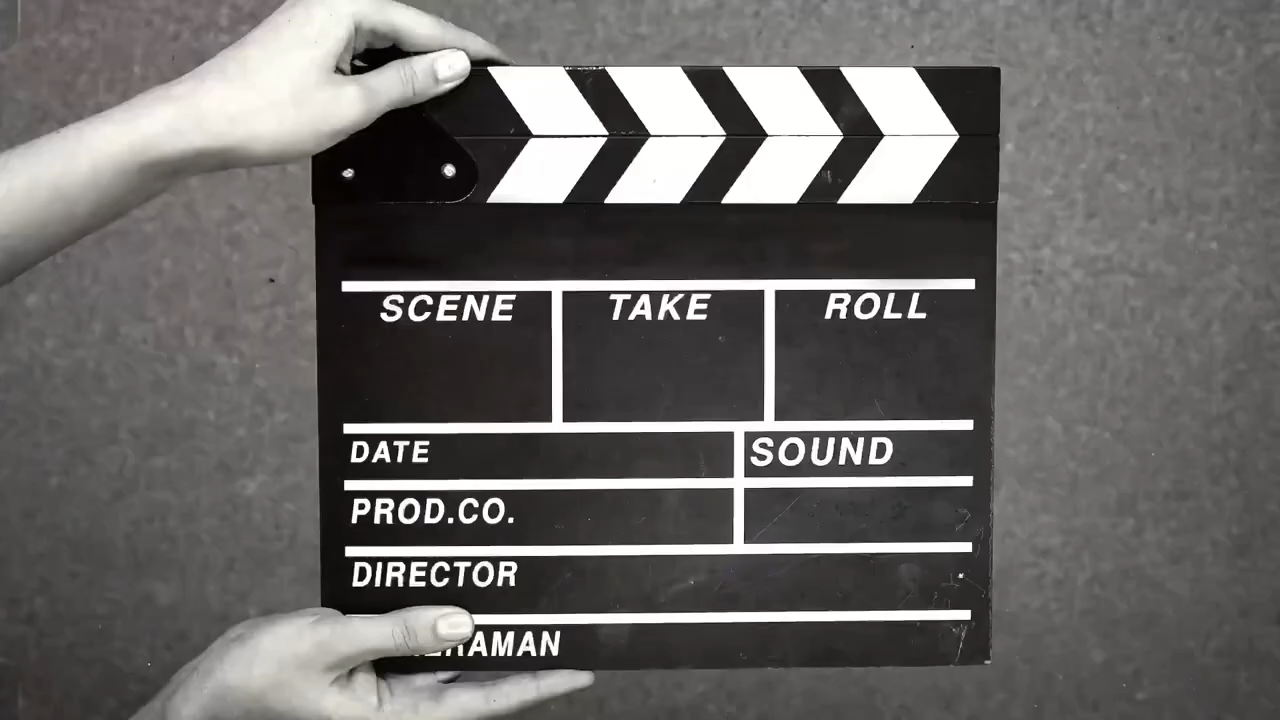 SCENE TAKE ROLL
DATE SOUND
PROD.CO.
DIRECTOR